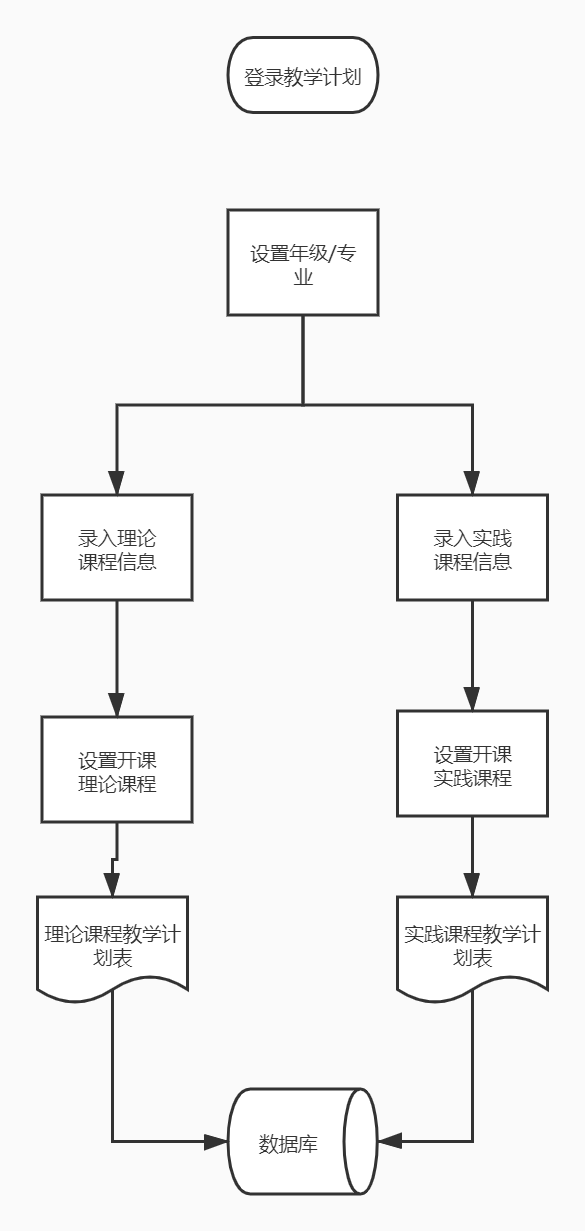 登录教学计划
设置年级/专
业
录入理论
课程信息
录入实践
课程信息
设置开课
理论课程
设置开课
实践课程
理论课程教学计
划表
实践课程教学计
划表
数据库